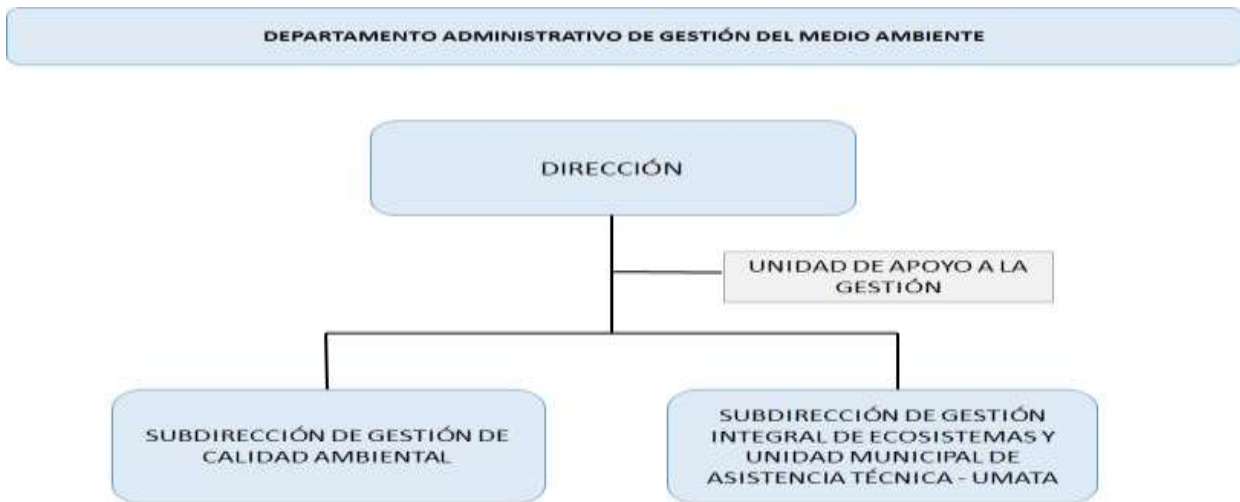 DEPARTAMENTO ADMINISTRATIVO DE GESTIÓN DEL MEDIO AMBIENTE
DIRECCIÓN
UNIDAD DE APOYO A LA
GESTIÓN
SUBDIRECCIÓN DE GESTIÓN DE
CALIDAD AMBIENTAL
SUBDIRECCIÓN DE GESTIÓN
INTEGRAL DE ECOSISTEMAS Y
UNIDAD MUNICIPAL DE
ASISTENCIA TÉCNICA - UMATA